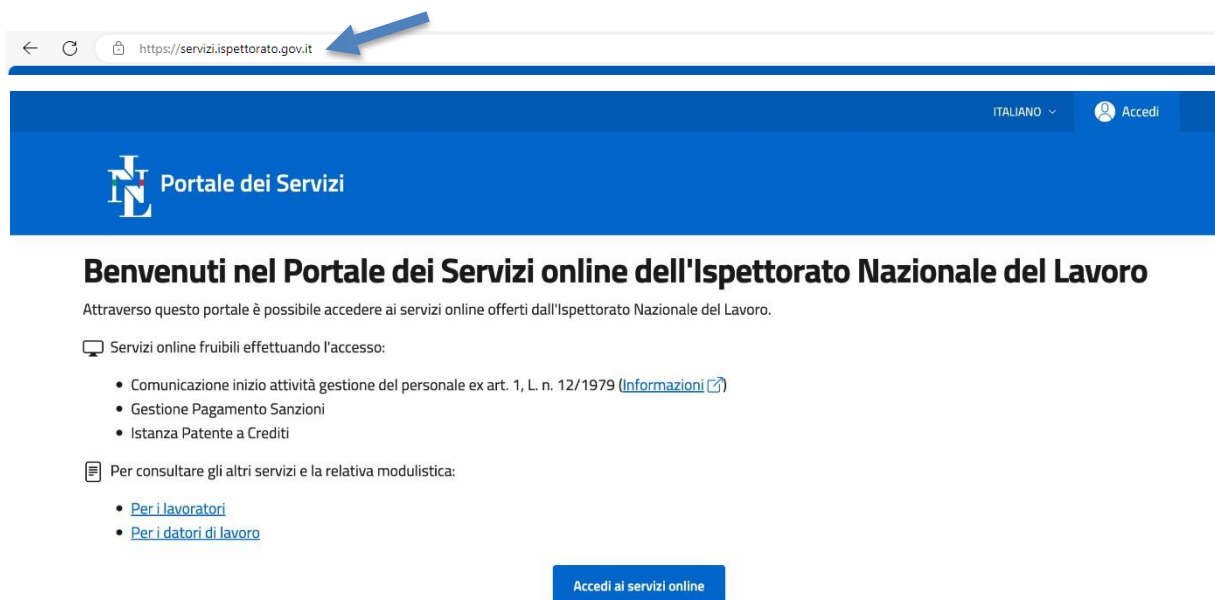 https://servizi.ispettorato.gov.it
ITALIANO
Accedi
INL
Portale dei Servizi
Benvenuti nel Portale dei Servizi online dell'Ispettorato Nazionale del Lavoro
Attraverso questo portale è possibile accedere ai servizi online offerti dall'Ispettorato Nazionale del Lavoro.
Servizi online fruibili effettuando l'accesso:
• Comunicazione inizio attività gestione del personale ex art. 1, L. n. 12/1979 (Informazioni)
• Gestione Pagamento Sanzioni
• Istanza Patente a Crediti
Per consultare gli altri servizi e la relativa modulistica:
• Per i lavoratori
• Per i datori di lavoro
Accedi ai servizi online